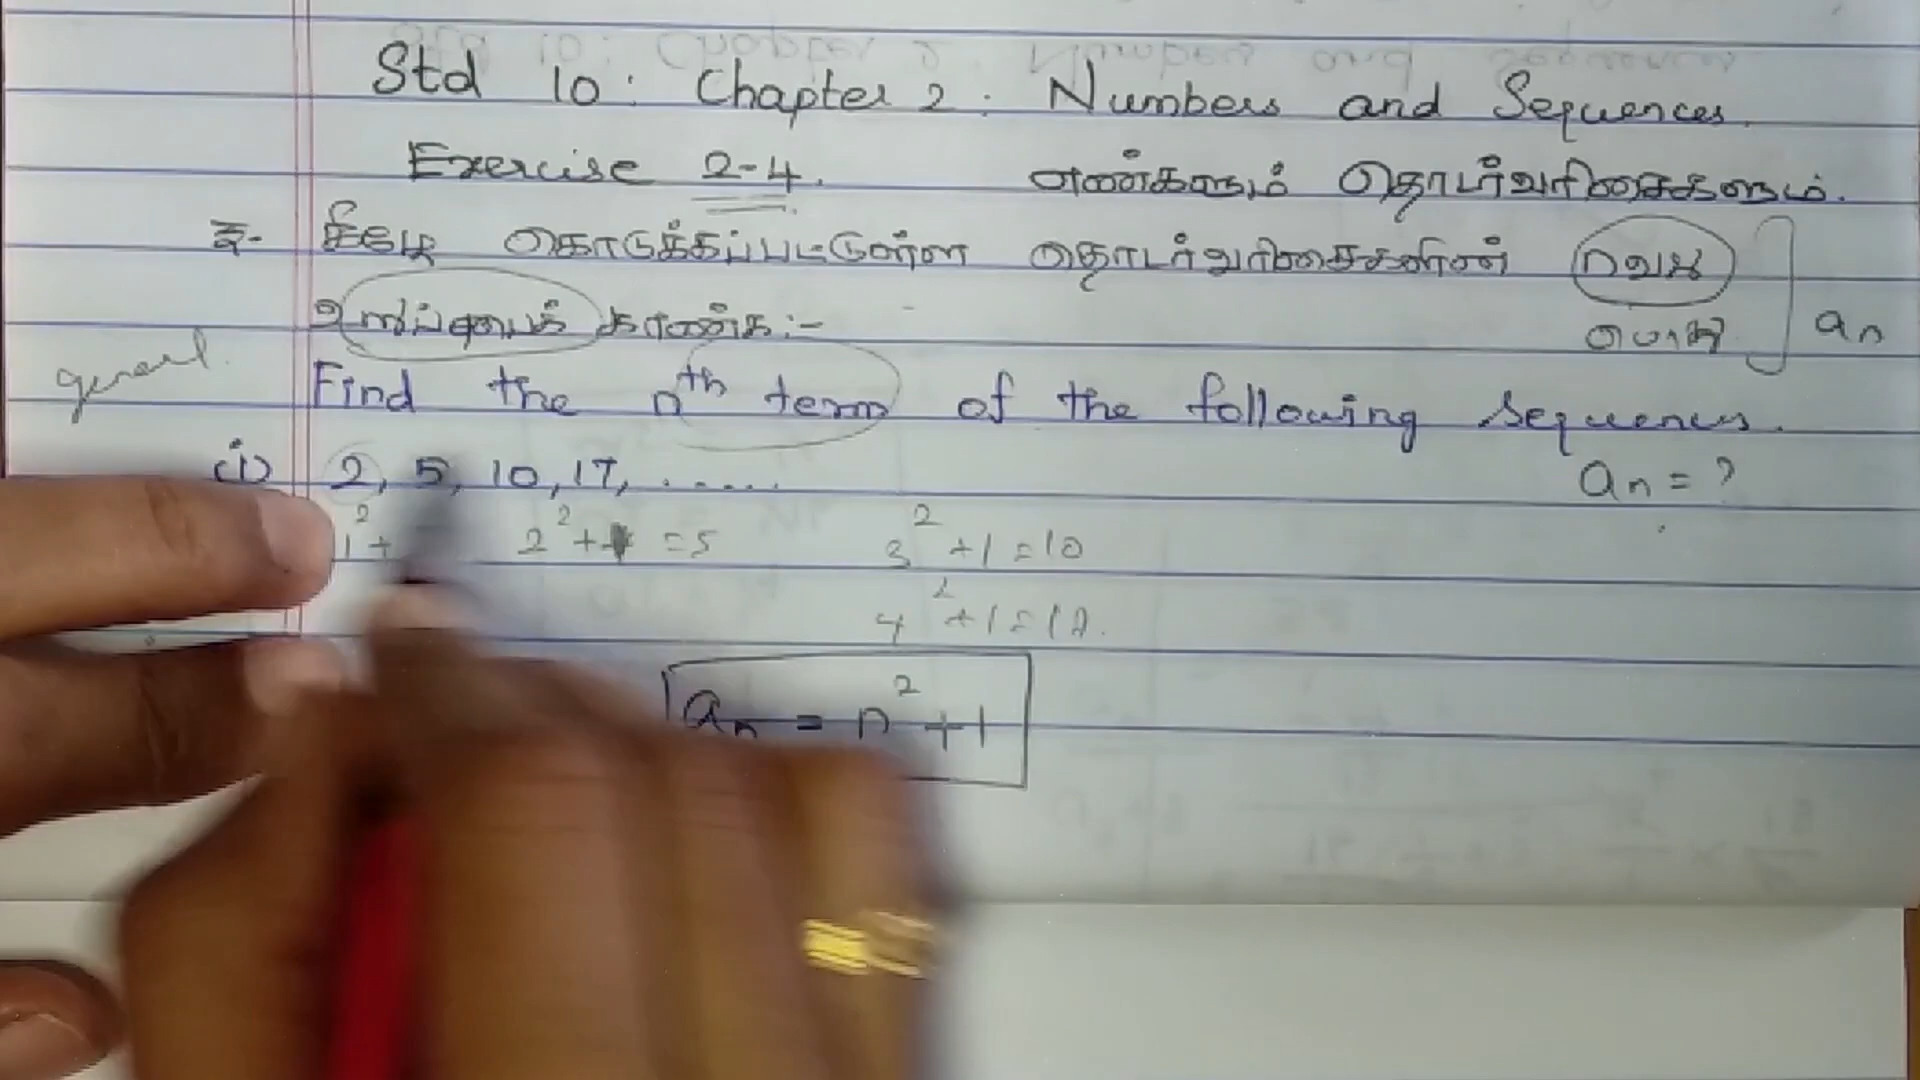 Std 10 : Chapter 2 : Numbers and Sequences.
Exercise 2-4. எண்களும் தொடர்வரிசைகளும்.
கீழே கொடுக்கப்பட்டுள்ள தொடர்வரிசைகளின் nவது
உறுப்பைக் காண்க :-
பொது an
general
Find the nth term of the following sequences.
(i) 2, 5, 10, 17, ...... an = ?
1² + 2² + 1 = 5 3² + 1 = 10
4² + 1 = 17.
an = n² + 1